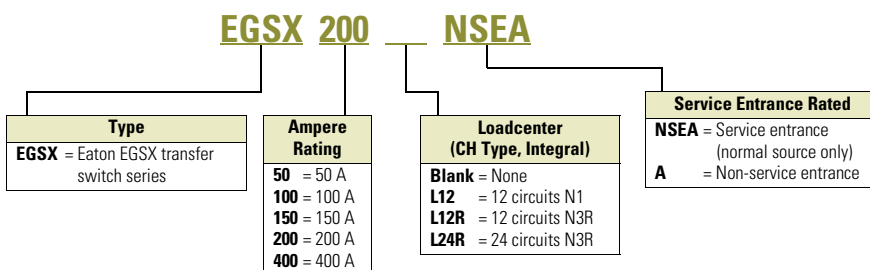 EGSX 200 __ NSEA
Type
EGSX = Eaton EGSX transfer
switch series
Ampere
Rating
50 = 50 A
100 = 100 A
150 = 150 A
200 = 200 A
400 = 400 A
Loadcenter
(CH Type, Integral)
Blank = None
L12 = 12 circuits N1
L12R = 12 circuits N3R
L24R = 24 circuits N3R
Service Entrance Rated
NSEA = Service entrance
(normal source only)
A = Non-service entrance